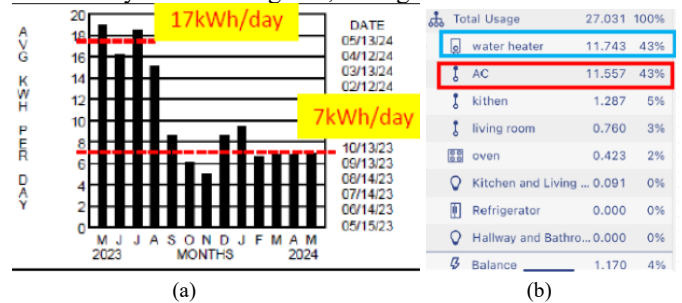 17kWh/day
7kWh/day
AVG KWH PER DAY
20
18
16
14
12
10
8
6
4
2
0
M J J A S O N D J F M A M
2023 MONTHS 2024
DATE
05/13/24
04/12/24
03/13/24
02/12/24
10/13/23
09/13/23
08/14/23
07/14/23
06/14/23
05/15/23
(a)
Total Usage 27.031 100%
water heater 11.743 43%
AC 11.557 43%
kithen 1.287 5%
living room 0.760 3%
oven 0.423 2%
Kitchen and Living ... 0.091 0%
Refrigerator 0.000 0%
Hallway and Bathro... 0.000 0%
Balance 1.170 4%
(b)